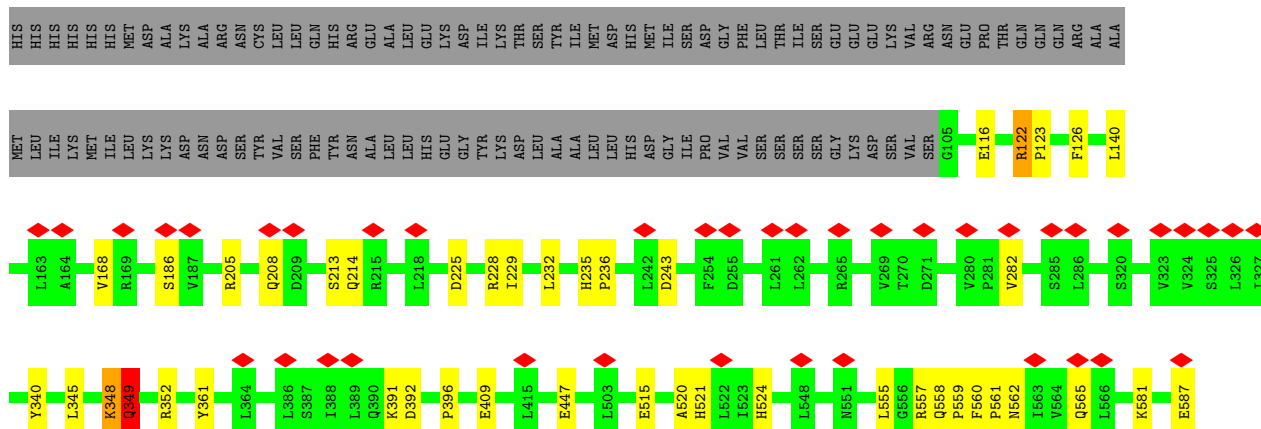 HIS HIS HIS HIS HIS HIS MET ASP ALA LYS ALA ARG ASN CYS LEU LEU GLN HIS ARG GLU ALA LEU GLU LYS ASP ILE LYS THR SER TYR ILE MET ASP HIS MET ILE SER ASP GLY PHE LEU THR ILE SER GLU GLU GLU LYS VAL ARG ASN GLU PRO THR GLN GLN GLN ARG ALA ALA
MET LEU ILE LYS MET ILE LEU LYS LYS ASP ASN ASP SER TYR VAL SER PHE TYR ASN ALA LEU LEU HIS GLU GLY TYR LYS ASP LEU ALA ALA LEU LEU HIS ASP GLY ILE PRO VAL VAL SER SER SER SER GLY LYS ASP SER VAL SER G105 E116 R122 P123 F126 L140
L163 A164 V168 R169 S186 V187 R205 Q208 D209 S213 Q214 R215 L218 D225 R228 I229 L232 H235 P236 L242 D243 F254 D255 L261 L262 R265 V269 T270 D271 V280 P281 V282 S285 L286 S320 V323 V324 S325 L326 I327
Y340 L345 K348 Q349 R352 Y361 L364 L386 S387 I388 L389 Q390 K391 D392 P396 E409 L415 E447 L503 E515 A520 H521 L522 I523 H524 L548 N551 L555 G556 R557 Q558 P559 F560 P561 N562 I563 V564 Q565 L566 K581 E587